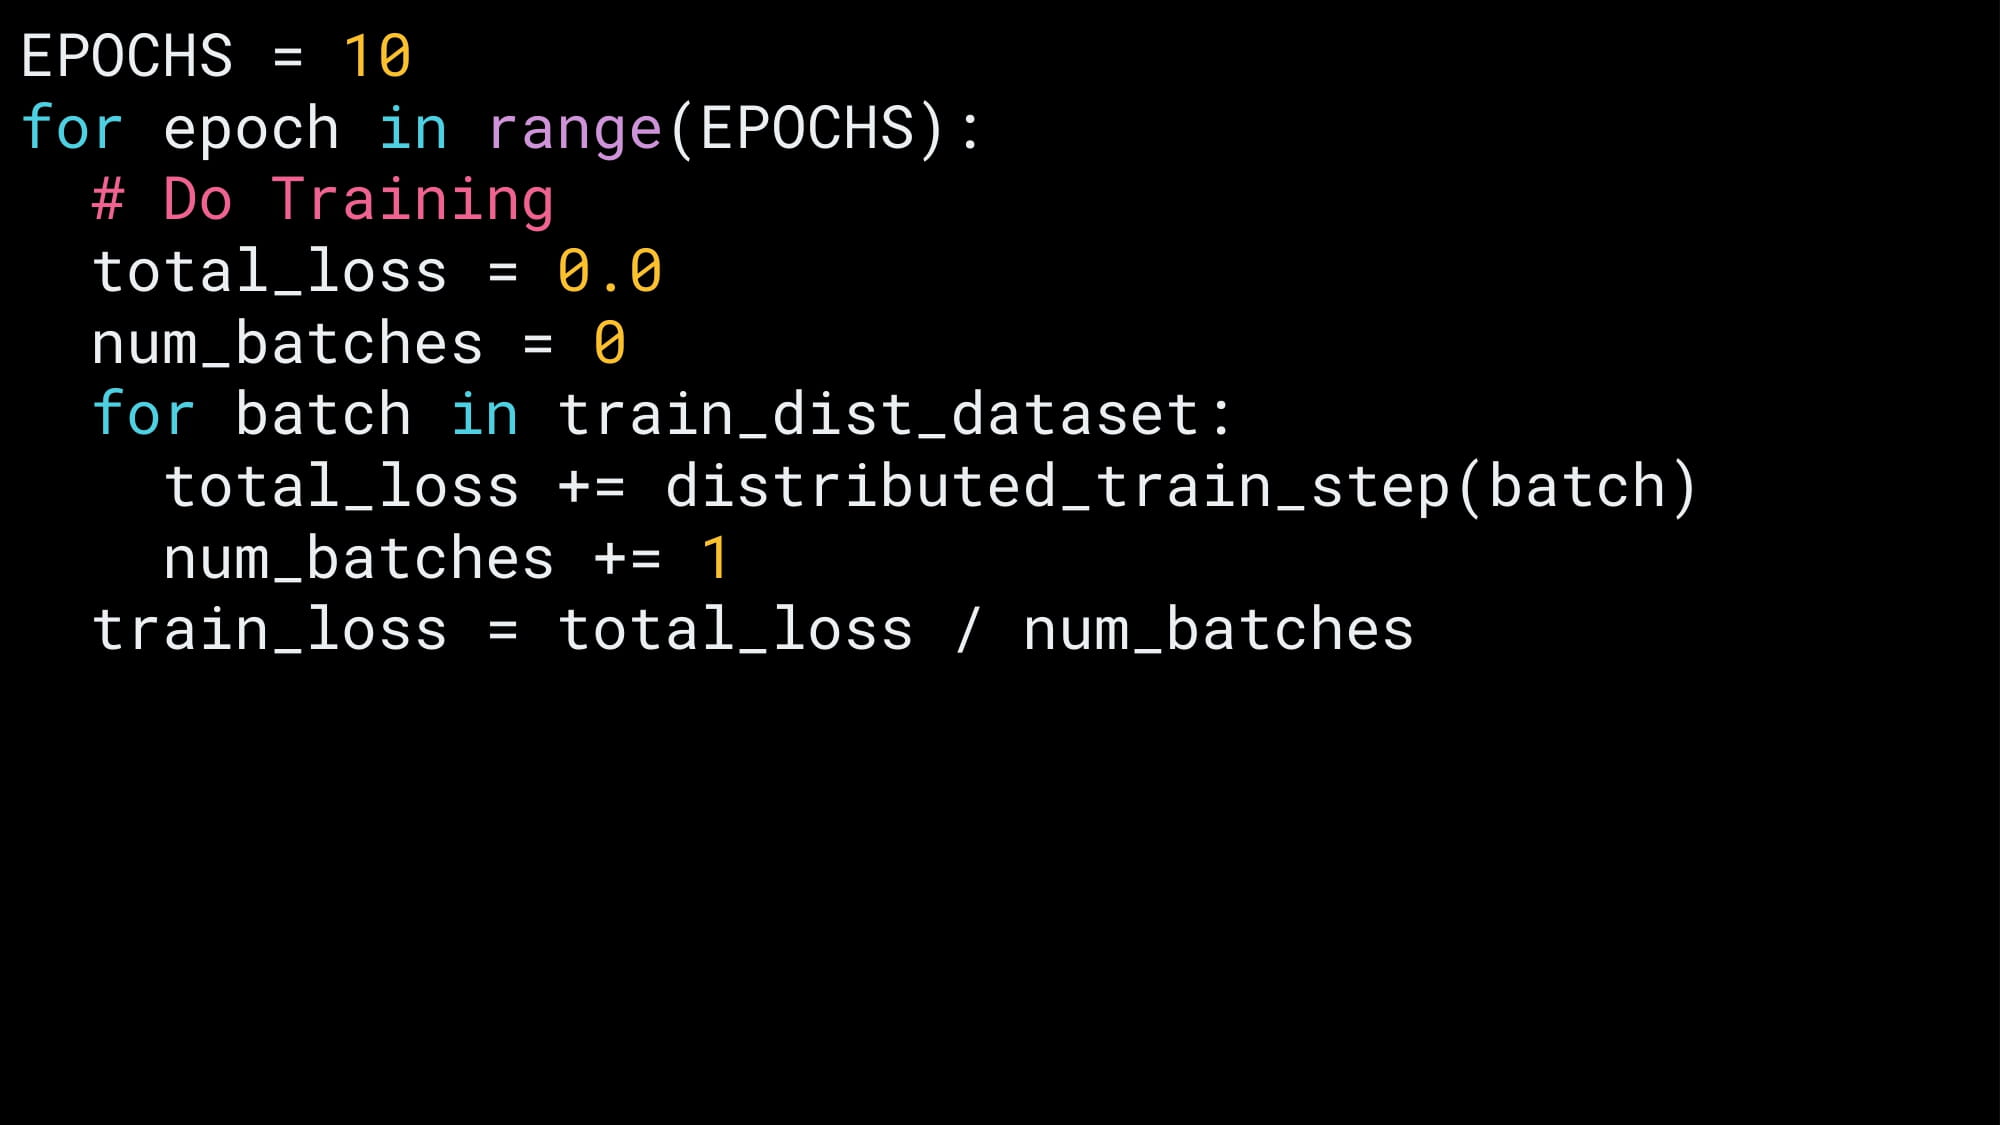 EPOCHS = 10
for epoch in range(EPOCHS):
  # Do Training
  total_loss = 0.0
  num_batches = 0
  for batch in train_dist_dataset:
    total_loss += distributed_train_step(batch)
    num_batches += 1
  train_loss = total_loss / num_batches